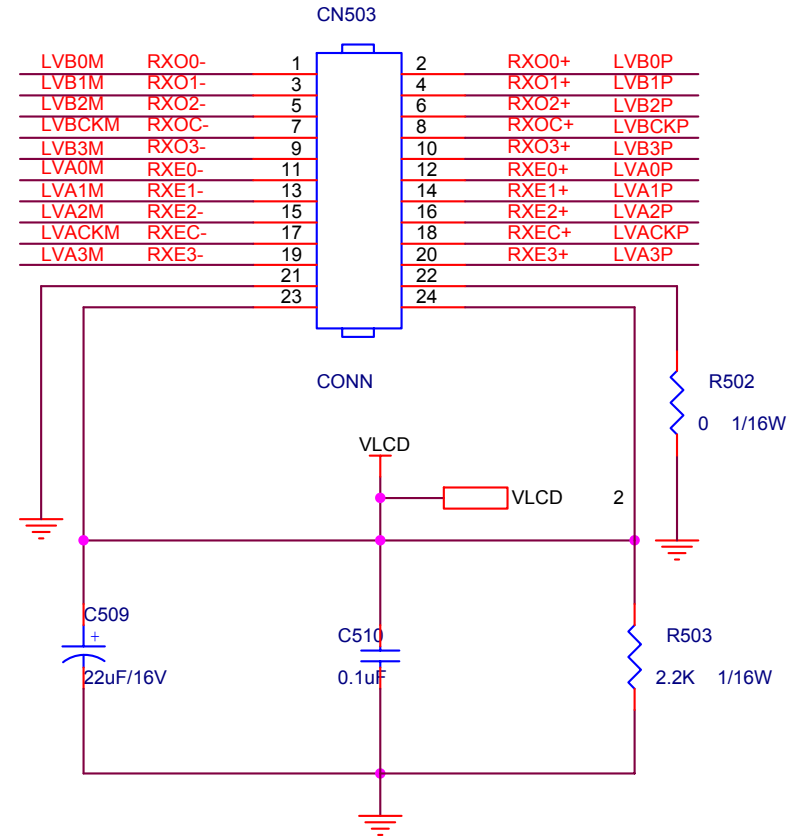 CN503
LVB0M RXO0- 1 2 RXO0+ LVB0P
LVB1M RXO1- 3 4 RXO1+ LVB1P
LVB2M RXO2- 5 6 RXO2+ LVB2P
LVBCKM RXOC- 7 8 RXOC+ LVBCKP
LVB3M RXO3- 9 10 RXO3+ LVB3P
LVA0M RXE0- 11 12 RXE0+ LVA0P
LVA1M RXE1- 13 14 RXE1+ LVA1P
LVA2M RXE2- 15 16 RXE2+ LVA2P
LVACKM RXEC- 17 18 RXEC+ LVACKP
LVA3M RXE3- 19 20 RXE3+ LVA3P
21 22
23 24
CONN
R502
0 1/16W
VLCD
VLCD 2
C509
+
22uF/16V
C510
0.1uF
R503
2.2K 1/16W